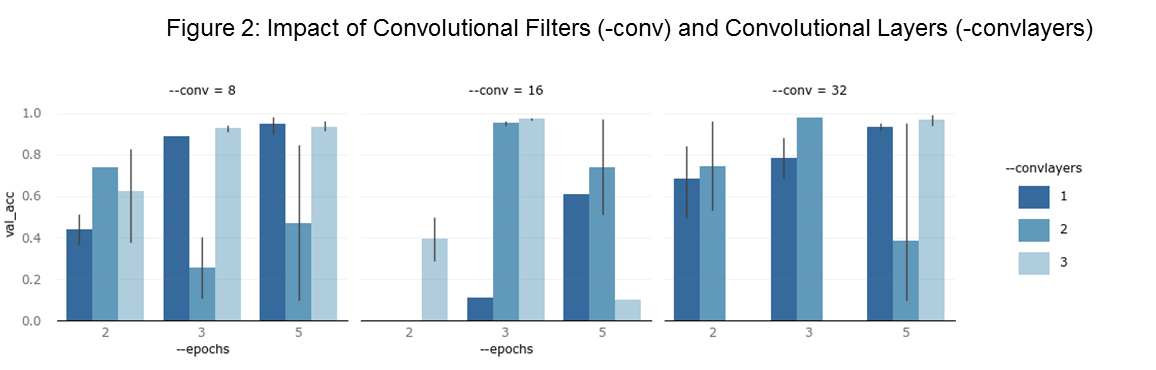 Figure 2: Impact of Convolutional Filters (-conv) and Convolutional Layers (-convlayers)
--conv = 8
--conv = 16
--conv = 32
1.0
0.8
0.6
0.4
0.2
0.0
val_acc
2 3 5
2 3 5
2 3 5
--epochs
--epochs
--convlayers
1
2
3